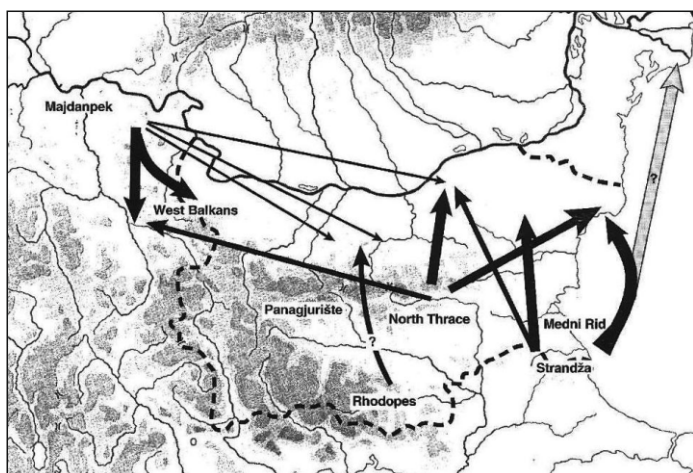 Majdanpek
?
West Balkans
Panagjurište
North Thrace
Medni Rid
?
Strandža
Rhodopes